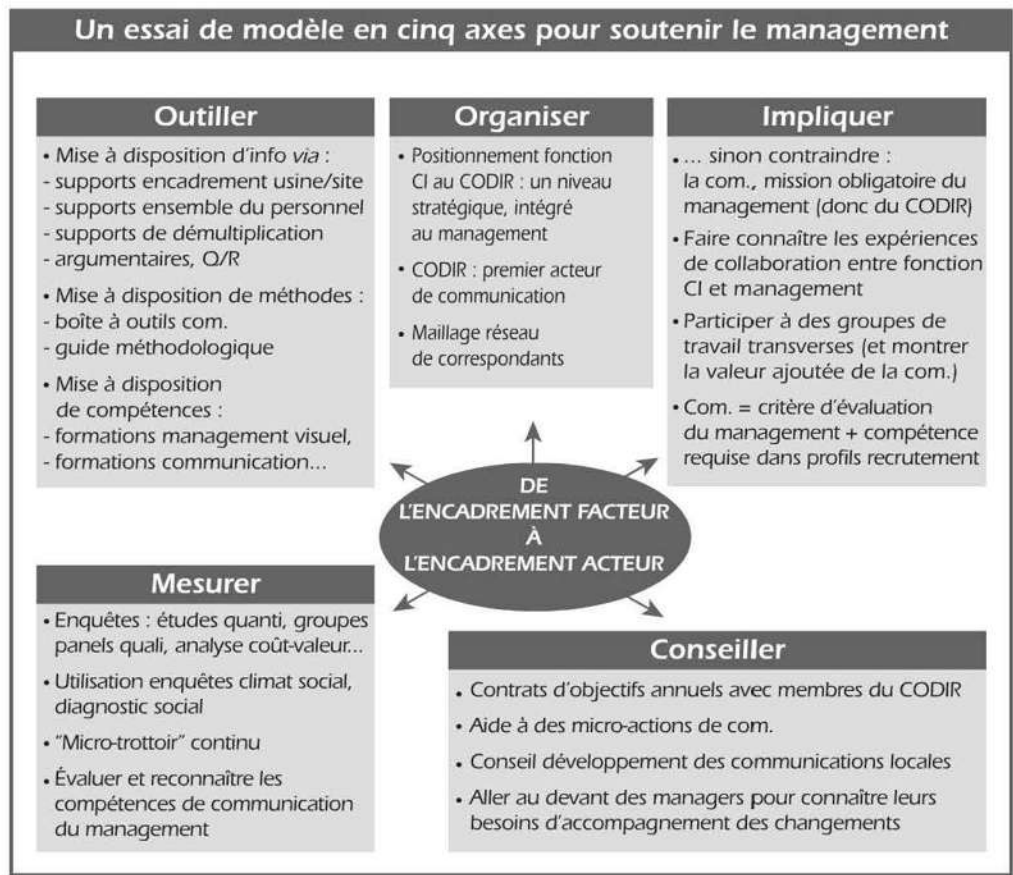 Un essai de modèle en cinq axes pour soutenir le management
Outiller
• Mise à disposition d'info via :
- supports encadrement usine/site
- supports ensemble du personnel
- supports de démultiplication
- argumentaires, Q/R
• Mise à disposition de méthodes :
- boîte à outils com.
- guide méthodologique
• Mise à disposition
de compétences :
- formations management visuel,
- formations communication...
Organiser
• Positionnement fonction
CI au CODIR : un niveau
stratégique, intégré
au management
• CODIR : premier acteur
de communication
• Maillage réseau
de correspondants
Impliquer
• ... sinon contraindre :
la com., mission obligatoire du
management (donc du CODIR)
• Faire connaître les expériences
de collaboration entre fonction
CI et management
• Participer à des groupes de
travail transverses (et montrer
la valeur ajoutée de la com.)
• Com. = critère d'évaluation
du management + compétence
requise dans profils recrutement
DE
L'ENCADREMENT FACTEUR
À
L'ENCADREMENT ACTEUR
Mesurer
• Enquêtes : études quanti, groupes
panels quali, analyse coût-valeur...
• Utilisation enquêtes climat social,
diagnostic social
• "Micro-trottoir" continu
• Évaluer et reconnaître les
compétences de communication
du management
Conseiller
• Contrats d'objectifs annuels avec membres du CODIR
• Aide à des micro-actions de com.
• Conseil développement des communications locales
• Aller au devant des managers pour connaître leurs
besoins d'accompagnement des changements